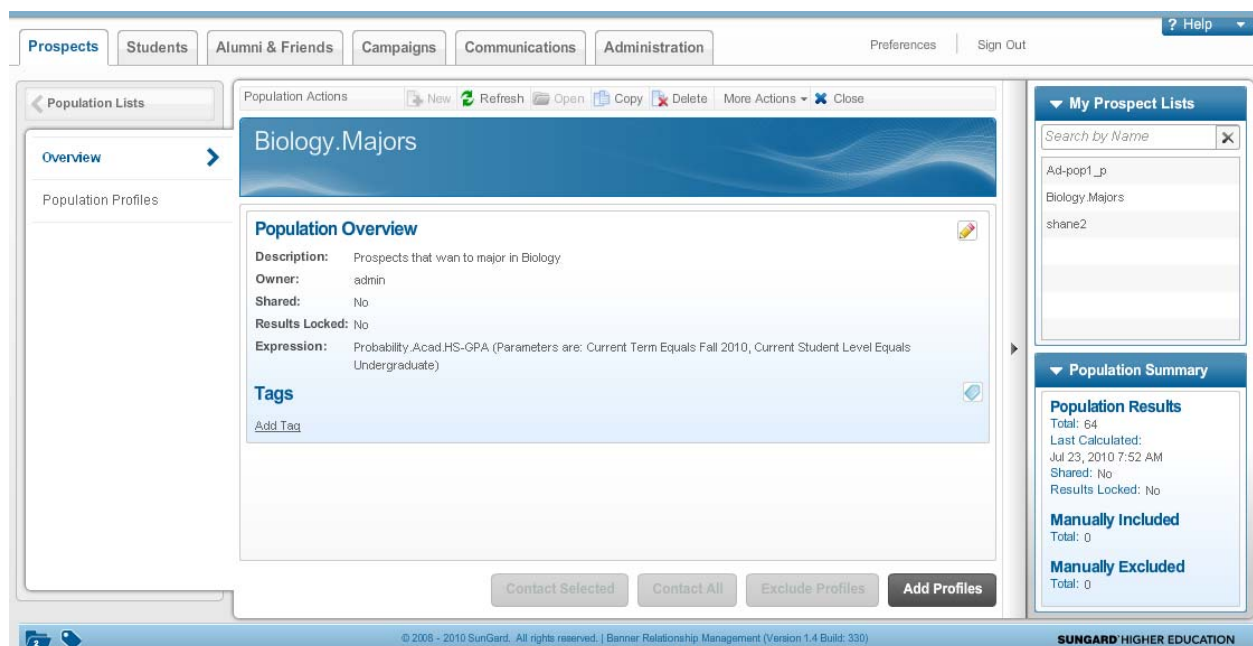 ? Help
Prospects Students Alumni & Friends Campaigns Communications Administration Preferences Sign Out
Population Lists
Overview
Population Profiles
Population Actions New Refresh Open Copy Delete More Actions Close
Biology.Majors
Population Overview
Description: Prospects that wan to major in Biology
Owner: admin
Shared: No
Results Locked: No
Expression: Probability.Acad.HS-GPA (Parameters are: Current Term Equals Fall 2010, Current Student Level Equals
Undergraduate)
Tags
Add Tag
Contact Selected Contact All Exclude Profiles Add Profiles
My Prospect Lists
Search by Name
Ad-pop1_p
Biology.Majors
shane2
Population Summary
Population Results
Total: 64
Last Calculated:
Jul 23, 2010 7:52 AM
Shared: No
Results Locked: No
Manually Included
Total: 0
Manually Excluded
Total: 0
2
© 2008 - 2010 SunGard. All rights reserved. | Banner Relationship Management (Version 1.4 Build: 330)
SUNGARD HIGHER EDUCATION